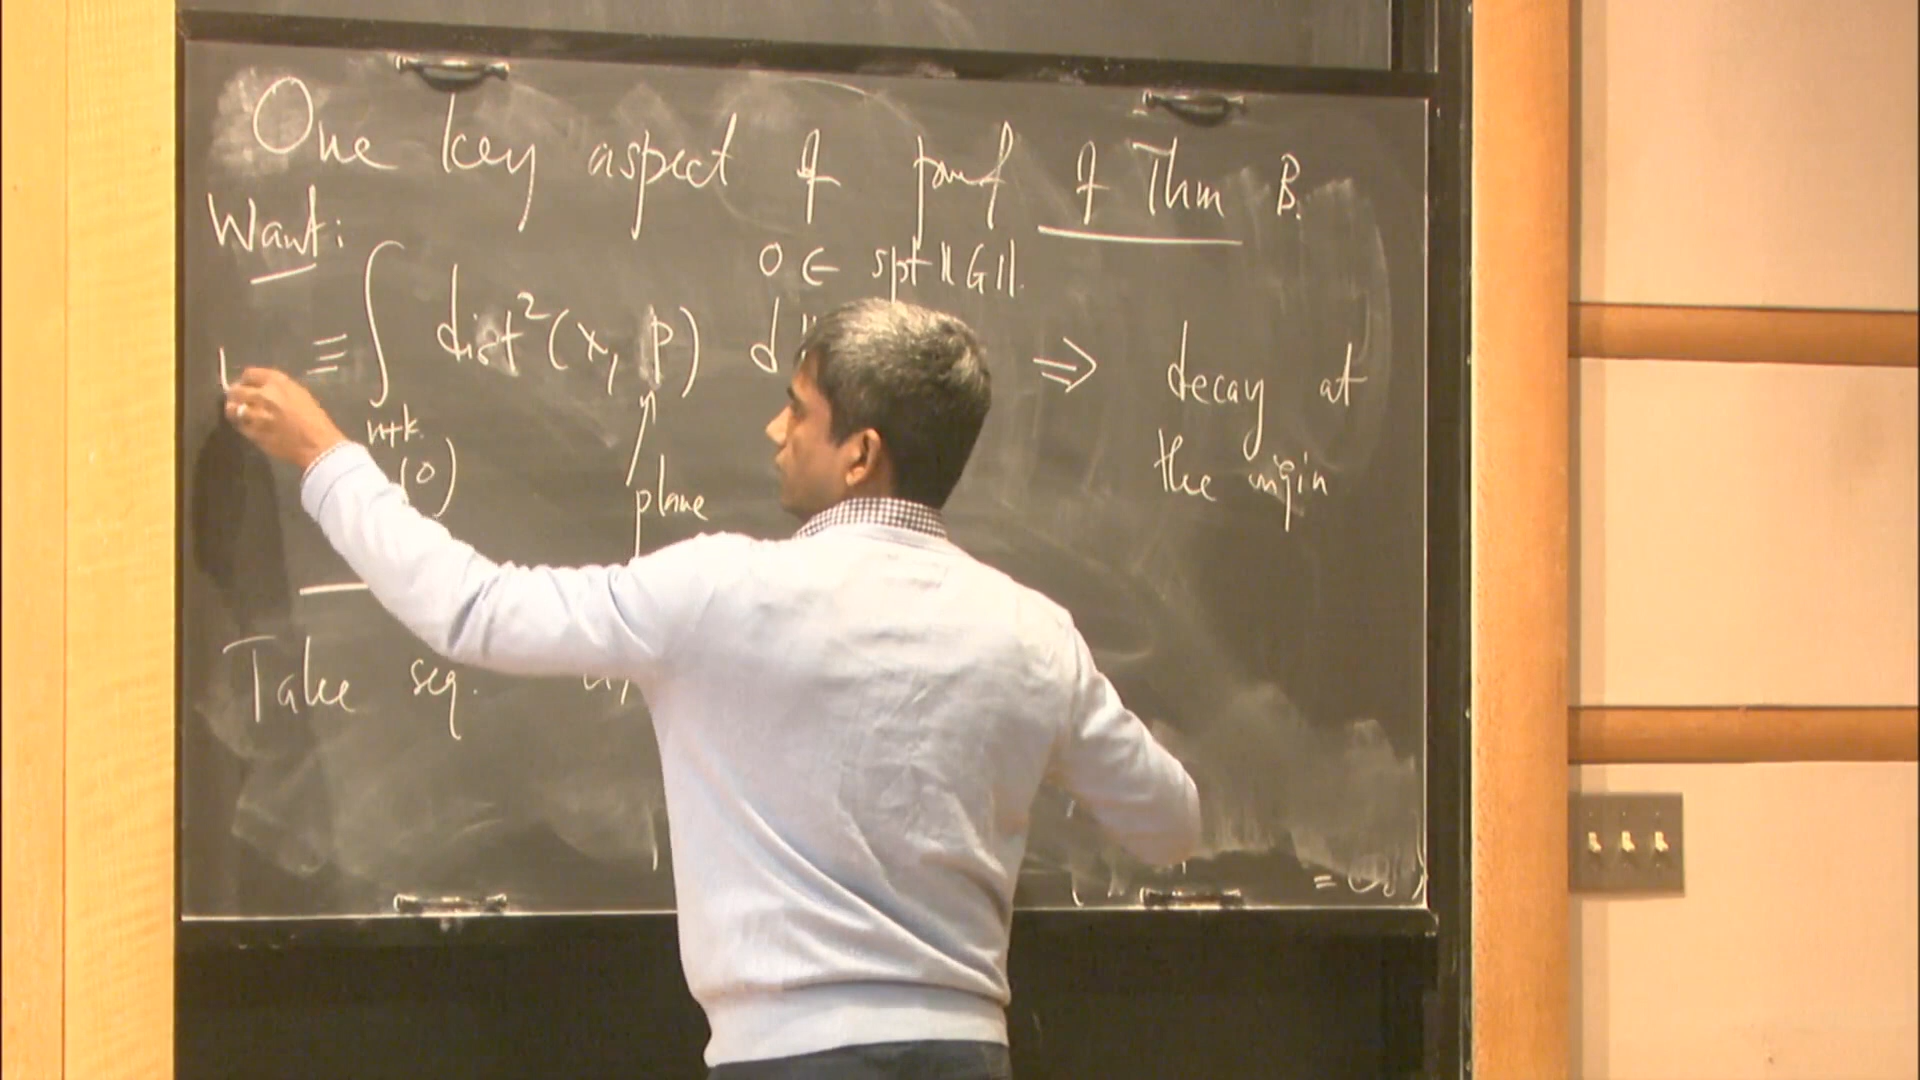 One key aspect of proof of Thm B.
Want:
0 ∈ spt ||G||.
≡ ∫ dist²(x, P) d || ⇒ decay at
n+k
(0)
the origin
plane
Take seq.